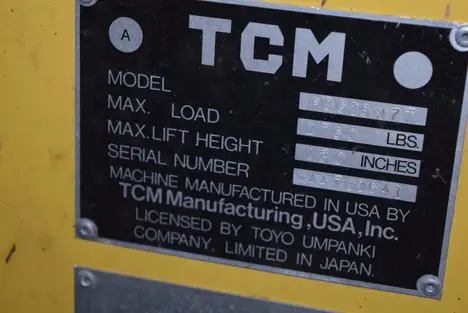 A
TCM
MODEL
MAX. LOAD LBS.
MAX. LIFT HEIGHT INCHES
SERIAL NUMBER
MACHINE MANUFACTURED IN USA BY
TCM Manufacturing, USA, Inc.
LICENSED BY TOYO UMPANKI
COMPANY, LIMITED IN JAPAN.